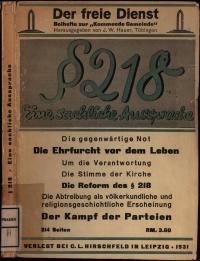 Der freie Dienst
Beihefte zur „Kommende Gemeinde"
Herausgegeben von J. W. Hauer, Tübingen
§ 218
Eine sachliche Aussprache
Die gegenwärtige Not
Die Ehrfurcht vor dem Leben
Um die Verantwortung
Die Stimme der Kirche
Die Reform des § 218
Die Abtreibung als völkerkundliche und
religionsgeschichtliche Erscheinung
Der Kampf der Parteien
214 Seiten RM. 3.60
VERLEGT BEI C. L. HIRSCHFELD IN LEIPZIG · 1931
§ 218 · Eine sachliche Aussprache
H